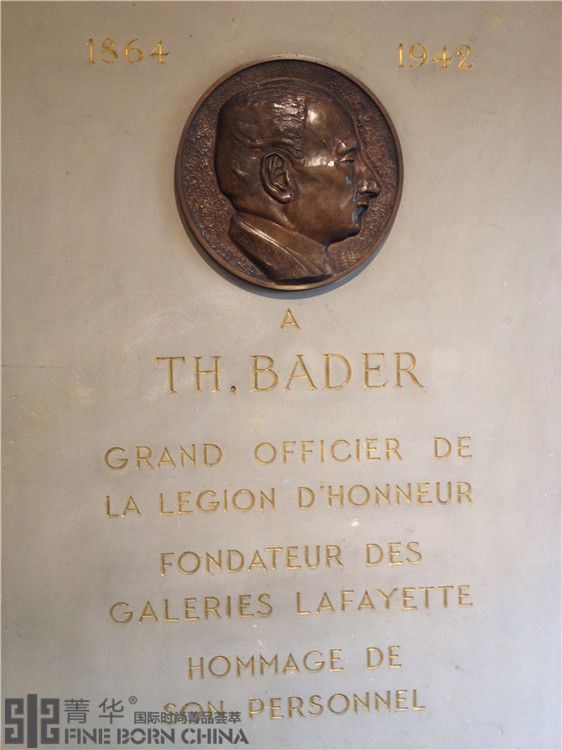 1864 1942
A
TH. BADER
GRAND OFFICIER DE
LA LEGION D'HONNEUR
FONDATEUR DES
GALERIES LAFAYETTE
HOMMAGE DE
SON PERSONNEL
菁华® 国际时尚菁品荟萃
FINE BORN CHINA